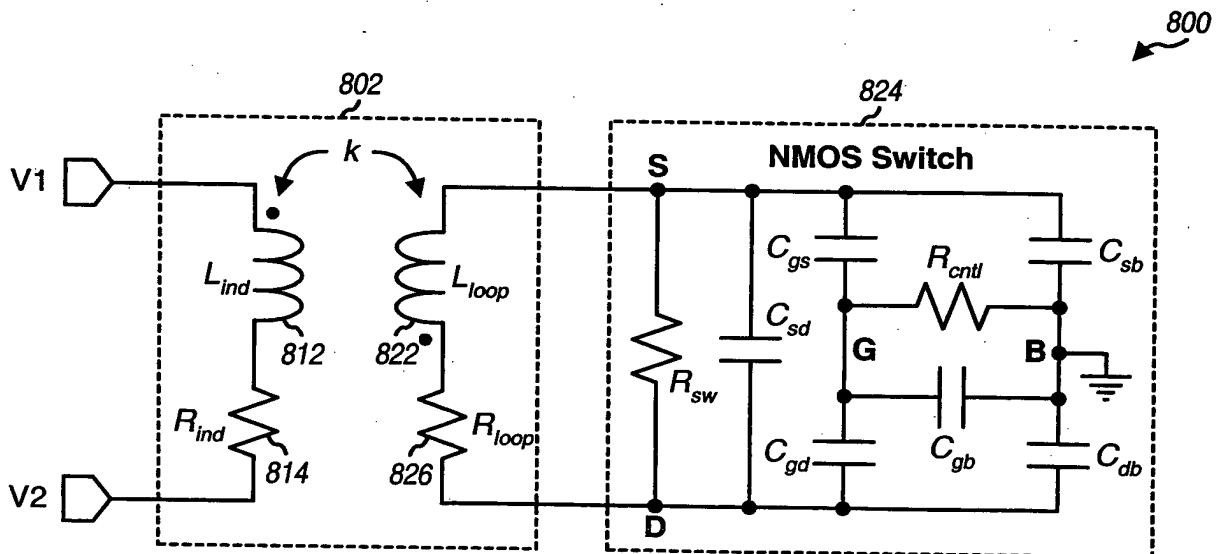 800
802
824
k
S
NMOS Switch
V1
C_gs
R_cntl
C_sb
L_ind
L_loop
C_sd
812
822
G
B
R_sw
R_ind
R_loop
814
826
C_gd
C_gb
C_db
V2
D